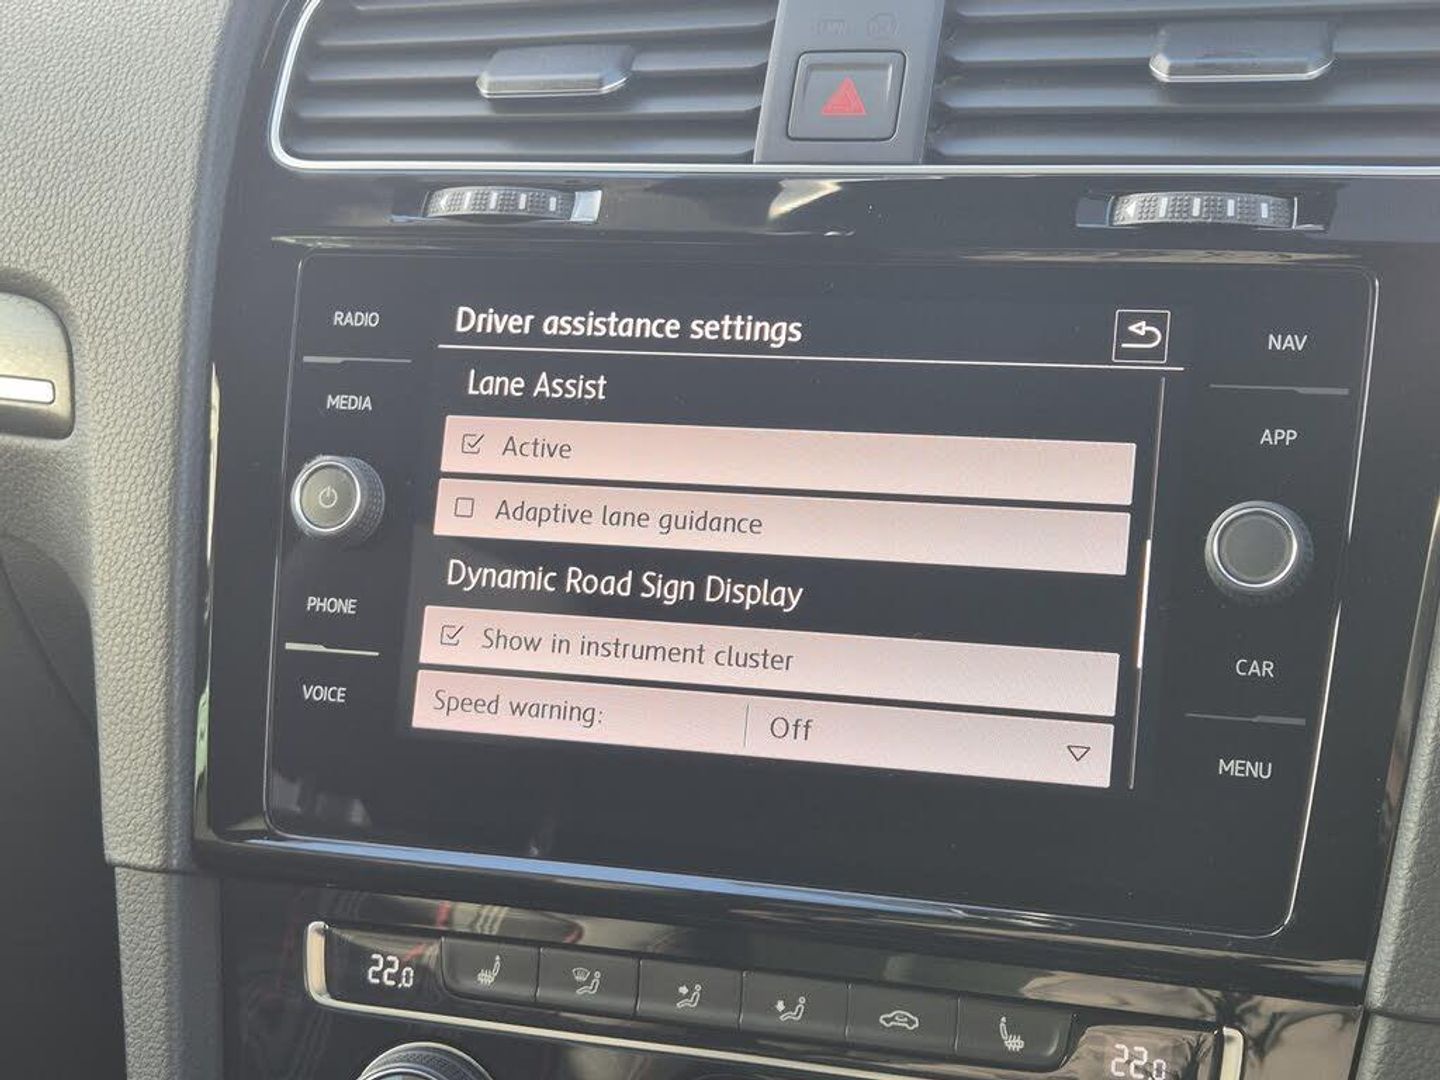 RADIO
MEDIA
PHONE
VOICE
Driver assistance settings
Lane Assist
Active
Adaptive lane guidance
Dynamic Road Sign Display
Show in instrument cluster
Speed warning: Off
NAV
APP
CAR
MENU
22.0
22.0